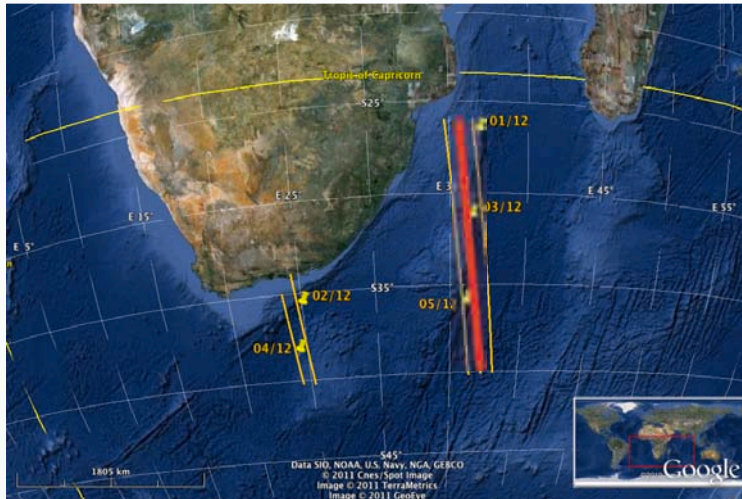 Tropic of Capricorn
S25°
01/12
E 25°
E 3
E 45°
E 15°
03/12
E 55°
E 5°
S35°
02/12
05/12
04/12
S45°
Data SIO, NOAA, U.S. Navy, NGA, GEBCO
© 2011 Cnes/Spot Image
Image © 2011 TerraMetrics
Image © 2011 GeoEye
1805 km
Google